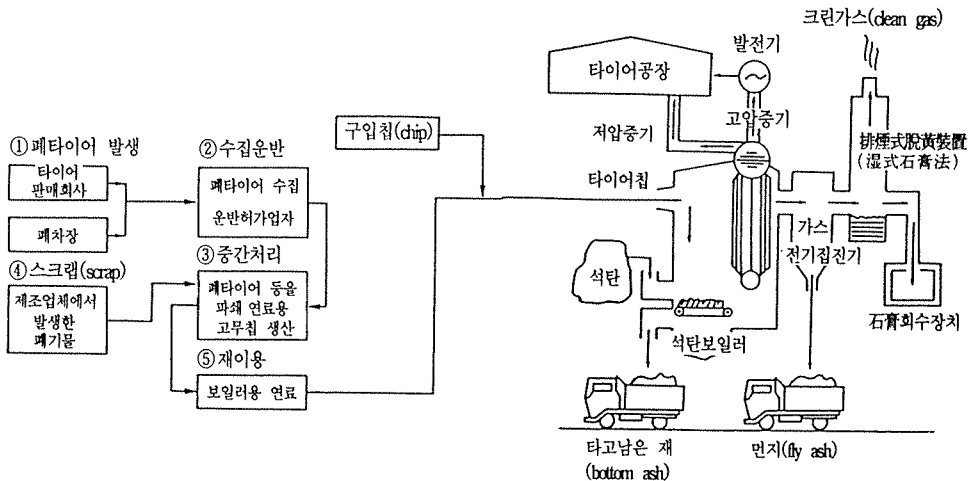 크린가스(clean gas)
발전기
타이어공장
고압증기
저압증기
구입칩(chip)
排煙式脫黃裝置
(湿式石膏法)
① 폐타이어 발생
타이어
판매회사
폐차장
② 수집운반
폐타이어 수집
운반허가업자
타이어칩
가스
전기집진기
③ 중간처리
폐타이어 등을
파쇄 연료용
고무칩 생산
④ 스크랩(scrap)
제조업체에서
발생한
폐기물
석탄
석탄보일러
石膏회수장치
⑤ 재이용
보일러용 연료
타고남은 재
(bottom ash)
먼지(fly ash)